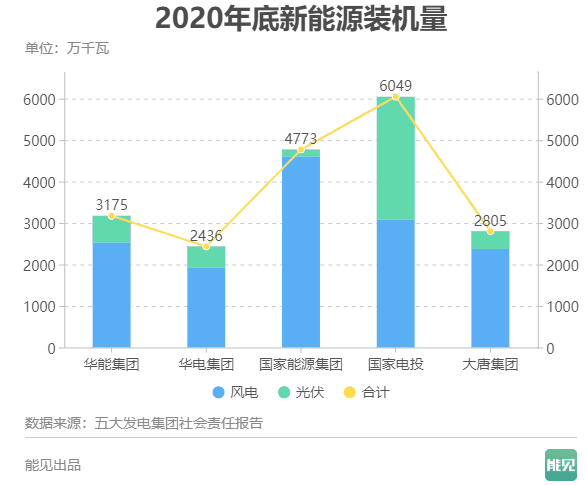 2020年底新能源装机量
单位：万千瓦
6000 6000
5000 5000
4000 4000
3000 3000
2000 2000
1000 1000
0 0
3175 2436 4773 6049 2805
华能集团 华电集团 国家能源集团 国家电投 大唐集团
风电 光伏 合计
数据来源：五大发电集团社会责任报告
能见出品
能见